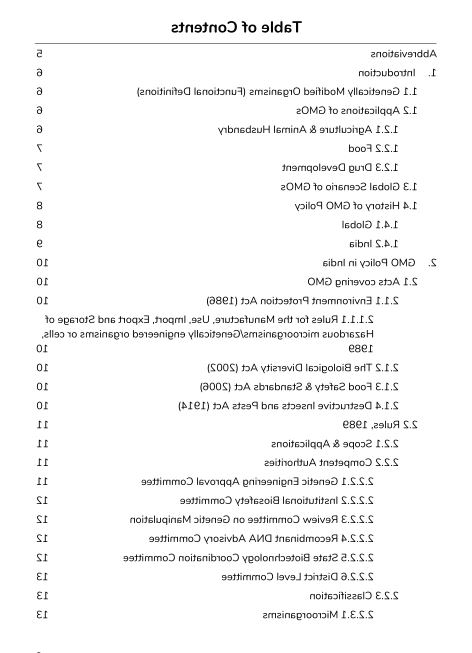 Table of Contents
Abbreviations 5
1. Introduction 6
1.1 Genetically Modified Organisms (Functional Definitions) 6
1.2 Applications of GMOs 6
1.2.1 Agriculture & Animal Husbandry 6
1.2.2 Food 7
1.2.3 Drug Development 7
1.3 Global Scenario of GMOs 7
1.4 History of GMO Policy 8
1.4.1 Global 8
1.4.2 India 9
2. GMO Policy in India 10
2.1 Acts covering GMO 10
2.1.1 Environment Protection Act (1986) 10
2.1.1.1 Rules for the Manufacture, Use, Import, Export and Storage of
Hazardous microorganisms/Genetically engineered organisms or cells,
1989 10
2.1.2 The Biological Diversity Act (2002) 10
2.1.3 Food Safety & Standards Act (2006) 10
2.1.4 Destructive Insects and Pests Act (1914) 10
2.2 Rules, 1989 11
2.2.1 Scope & Applications 11
2.2.2 Competent Authorities 11
2.2.2.1 Genetic Engineering Approval Committee 11
2.2.2.2 Institutional Biosafety Committee 12
2.2.2.3 Review Committee on Genetic Manipulation 12
2.2.2.4 Recombinant DNA Advisory Committee 12
2.2.2.5 State Biotechnology Coordination Committee 12
2.2.2.6 District Level Committee 13
2.2.3 Classification 13
2.2.3.1 Microorganisms 13